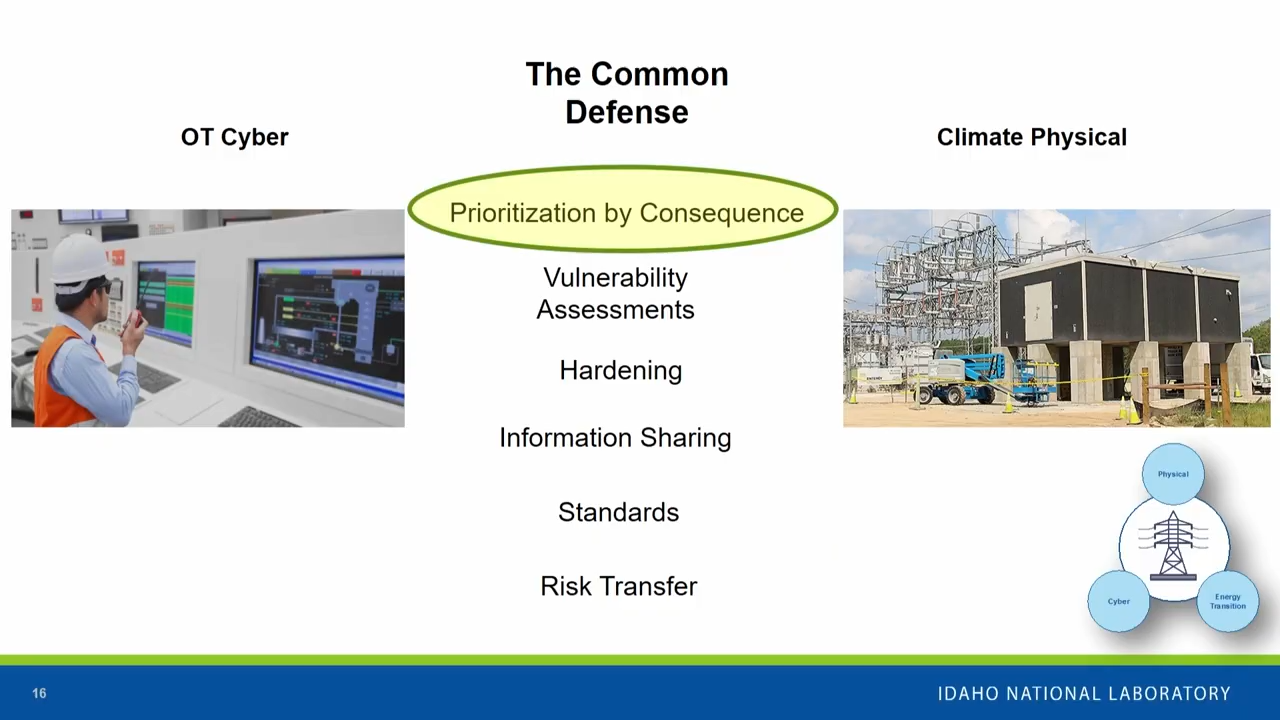 The Common
Defense
OT Cyber
Climate Physical
Prioritization by Consequence
Vulnerability
Assessments
Hardening
Information Sharing
Standards
Risk Transfer
Physical
Cyber
Energy
Transition
16
IDAHO NATIONAL LABORATORY